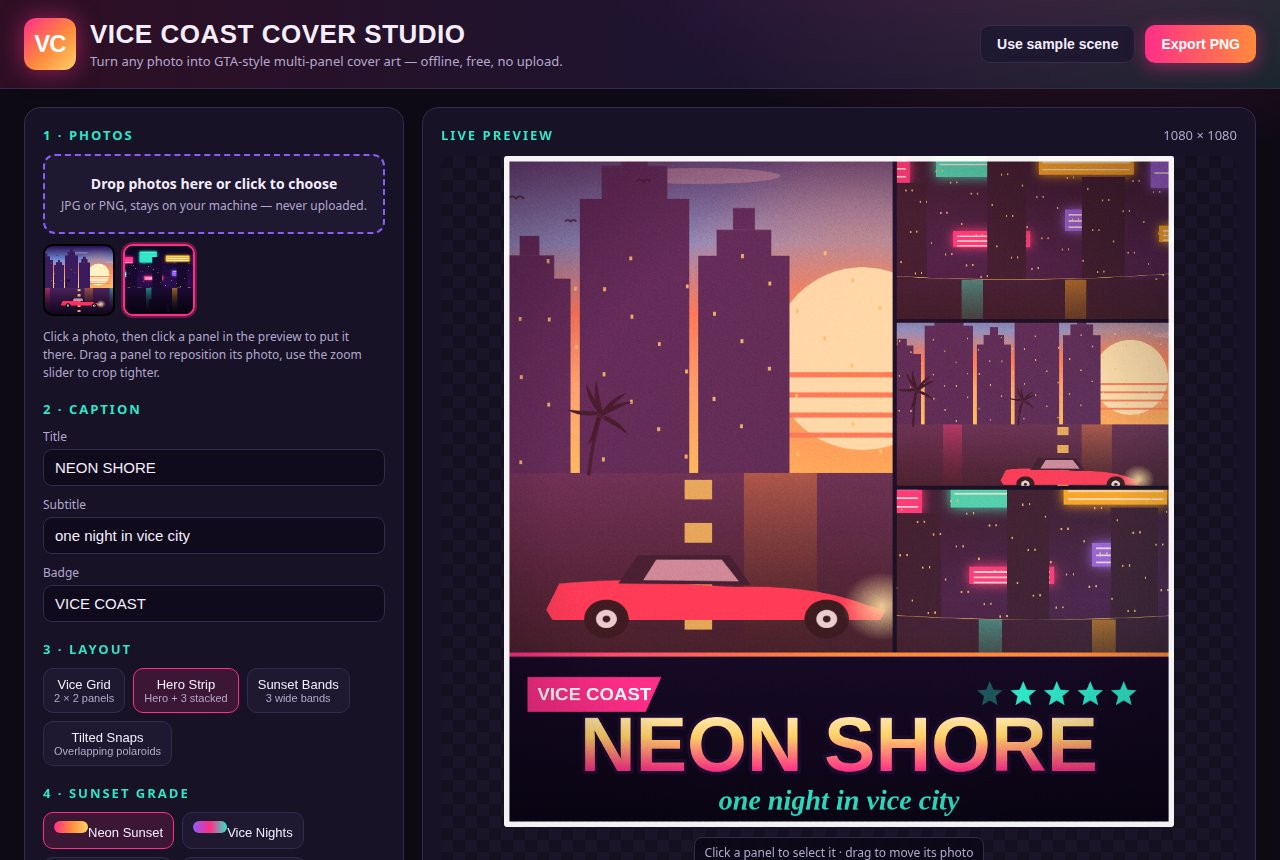 VC
VICE COAST COVER STUDIO
Turn any photo into GTA-style multi-panel cover art — offline, free, no upload.
Use sample scene
Export PNG
1 · PHOTOS
Drop photos here or click to choose
JPG or PNG, stays on your machine — never uploaded.
Click a photo, then click a panel in the preview to put it
there. Drag a panel to reposition its photo, use the zoom
slider to crop tighter.
2 · CAPTION
Title
NEON SHORE
Subtitle
one night in vice city
Badge
VICE COAST
3 · LAYOUT
Vice Grid
2 × 2 panels
Hero Strip
Hero + 3 stacked
Sunset Bands
3 wide bands
Tilted Snaps
Overlapping polaroids
4 · SUNSET GRADE
Neon Sunset
Vice Nights
LIVE PREVIEW
1080 × 1080
VICE COAST
NEON SHORE
one night in vice city
Click a panel to select it · drag to move its photo